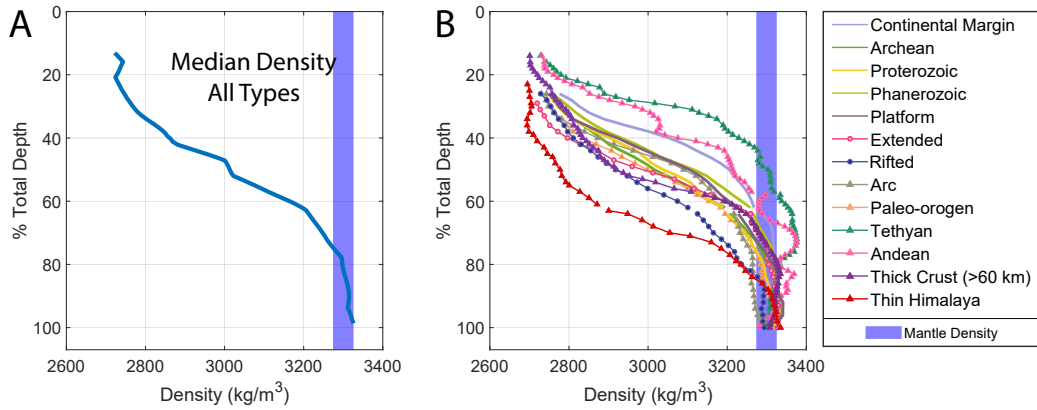 A
Median Density
All Types
0
20
40
60
80
100
% Total Depth
2600
2800
3000
3200
3400
Density (kg/m³)
B
0
20
40
60
80
100
% Total Depth
2600
2800
3000
3200
3400
Density (kg/m³)
Continental Margin
Archean
Proterozoic
Phanerozoic
Platform
Extended
Rifted
Arc
Paleo-orogen
Tethyan
Andean
Thick Crust (>60 km)
Thin Himalaya
Mantle Density